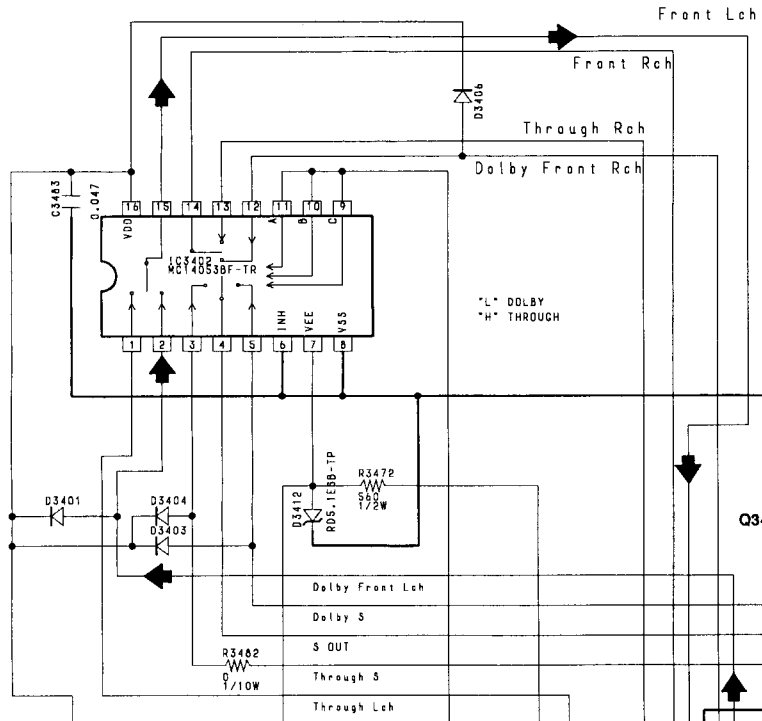 Front Lch
Front Rch
D3406
Through Rch
Dolby Front Rch
C3483
0.047
16 15 14 13 12 11 10 9
VDD
A
B
C
IC3402
MC14053BF-TR
"L" DOLBY
"H" THROUGH
INH
VEE
VSS
1 2 3 4 5 6 7 8
D3401
D3404
D3403
D3412
RD5.1ESB-TP
R3472
560
1/2W
Q34
Dolby Front Lch
Dolby S
S OUT
R3482
0
1/10W
Through S
Through Lch